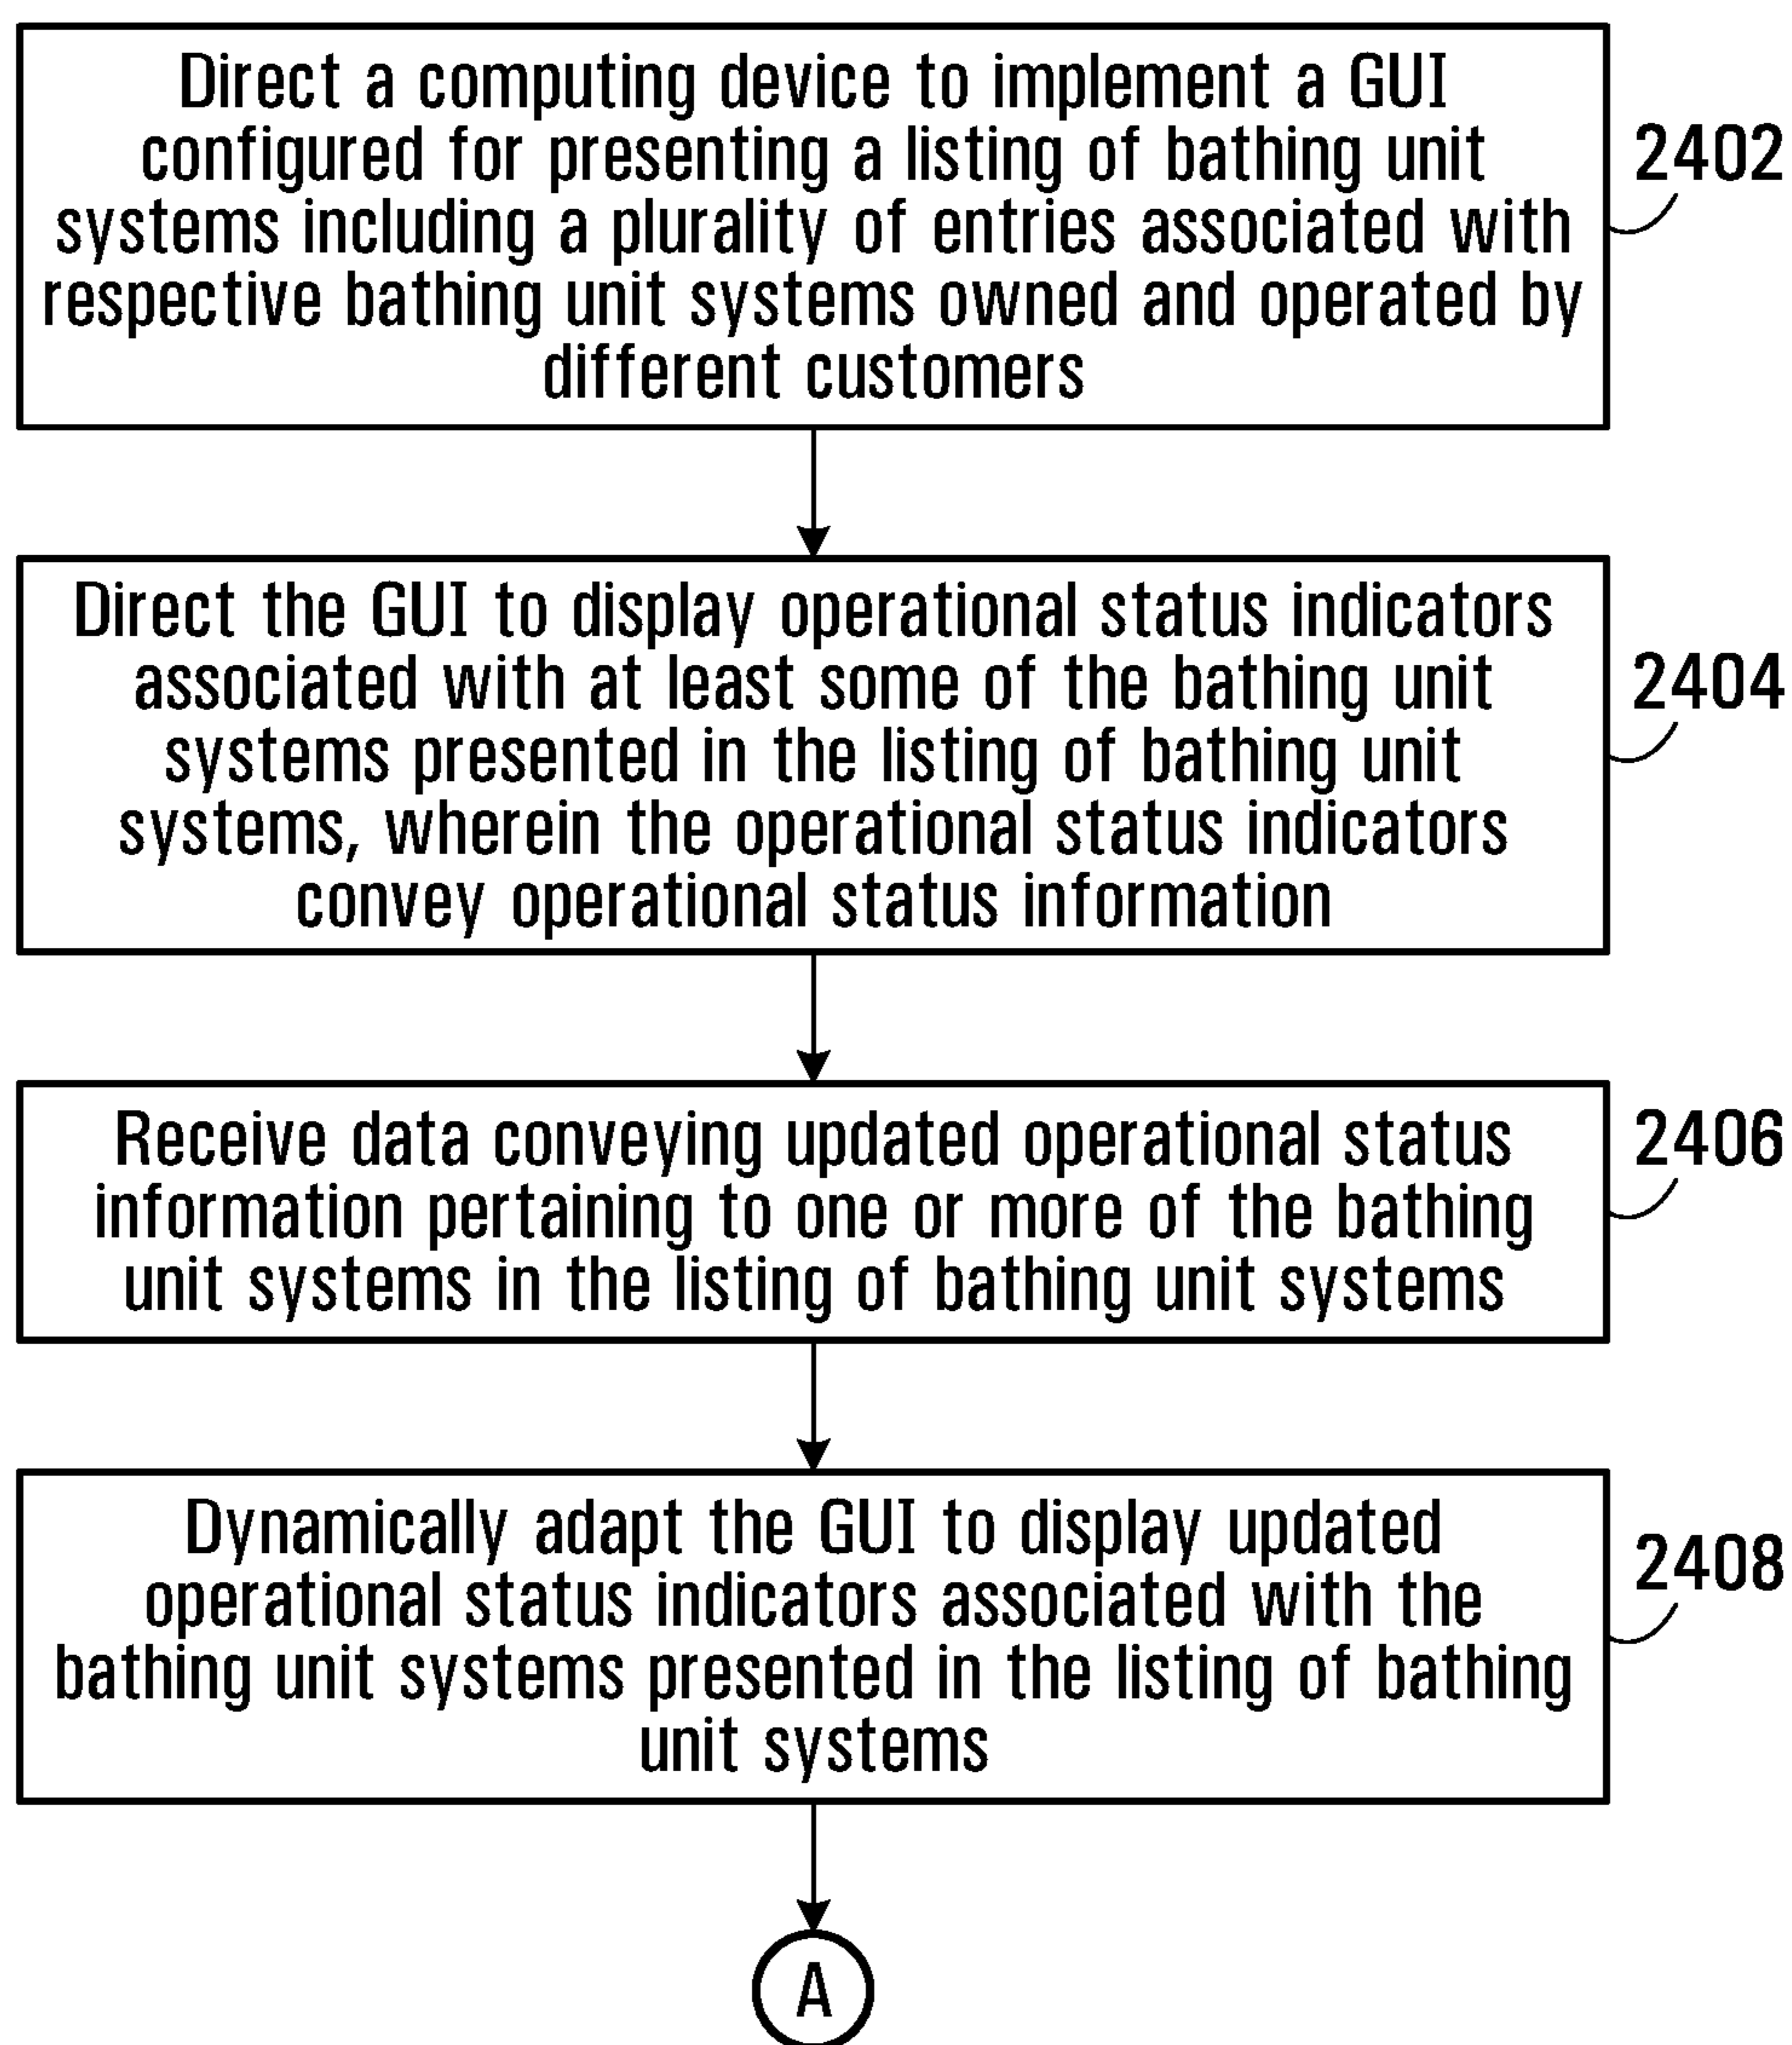 Direct a computing device to implement a GUI
configured for presenting a listing of bathing unit
systems including a plurality of entries associated with
respective bathing unit systems owned and operated by
different customers
2402
Direct the GUI to display operational status indicators
associated with at least some of the bathing unit
systems presented in the listing of bathing unit
systems, wherein the operational status indicators
convey operational status information
2404
Receive data conveying updated operational status
information pertaining to one or more of the bathing
unit systems in the listing of bathing unit systems
2406
Dynamically adapt the GUI to display updated
operational status indicators associated with the
bathing unit systems presented in the listing of bathing
unit systems
2408
A